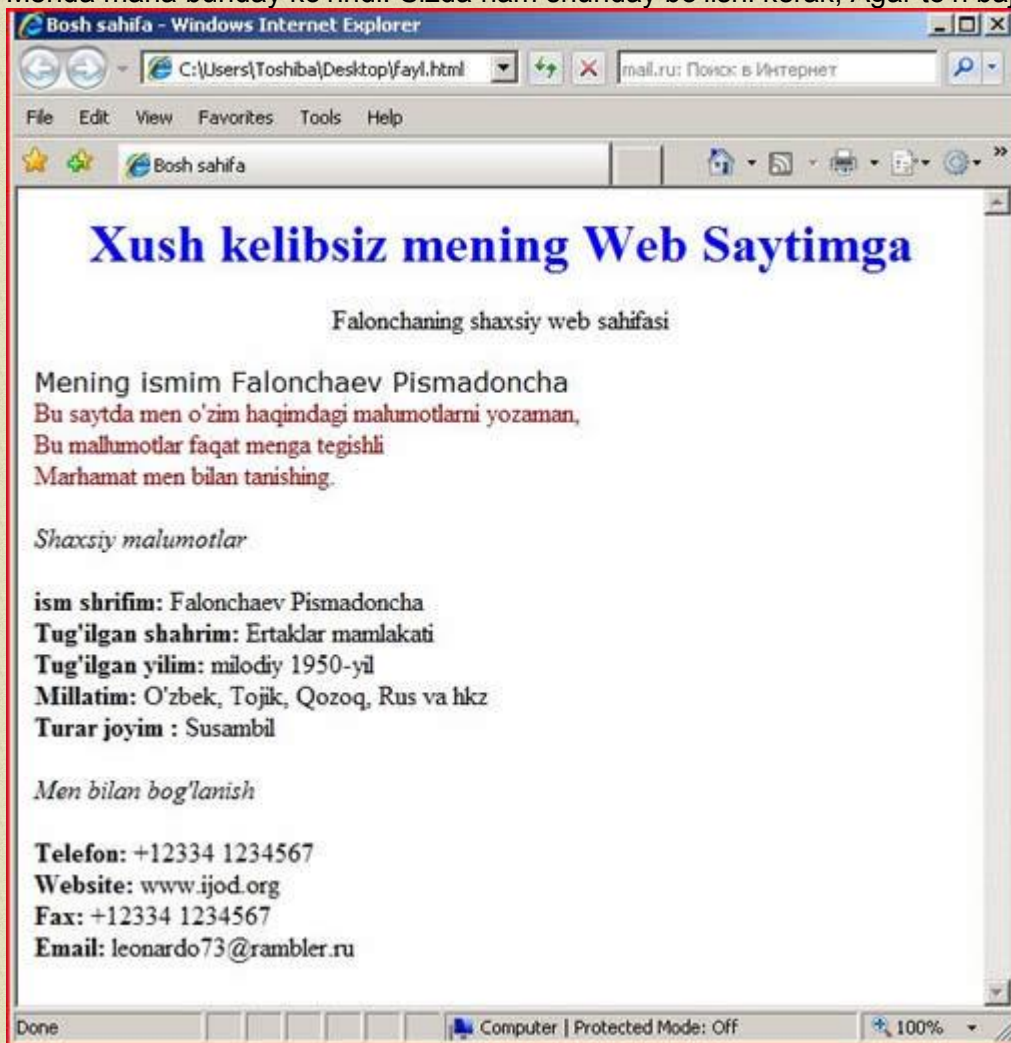 Menda mana bunday ko'rindi. Sizda ham shunday bo'lishi kerak, Agar to'li
Bosh sahifa - Windows Internet Explorer
C:\Users\Toshiba\Desktop\fayl.html mail.ru: Поиск в Интернет
File Edit View Favorites Tools Help
Bosh sahifa
Xush kelibsiz mening Web Saytimga
Falonchaning shaxsiy web sahifasi
Mening ismim Falonchaev Pismadoncha
Bu saytda men o'zim haqimdagi malumotlarni yozaman,
Bu mallumotlar faqat menga tegishli
Marhamat men bilan tanishing.
Shaxsiy malumotlar
ism shrifim: Falonchaev Pismadoncha
Tug'ilgan shahrim: Ertaklar mamlakati
Tug'ilgan yilim: milodiy 1950-yil
Millatim: O'zbek, Tojik, Qozoq, Rus va hkz
Turar joyim : Susambil
Men bilan bog'lanish
Telefon: +12334 1234567
Website: www.ijod.org
Fax: +12334 1234567
Email: leonardo73@rambler.ru
Done Computer | Protected Mode: Off 100%